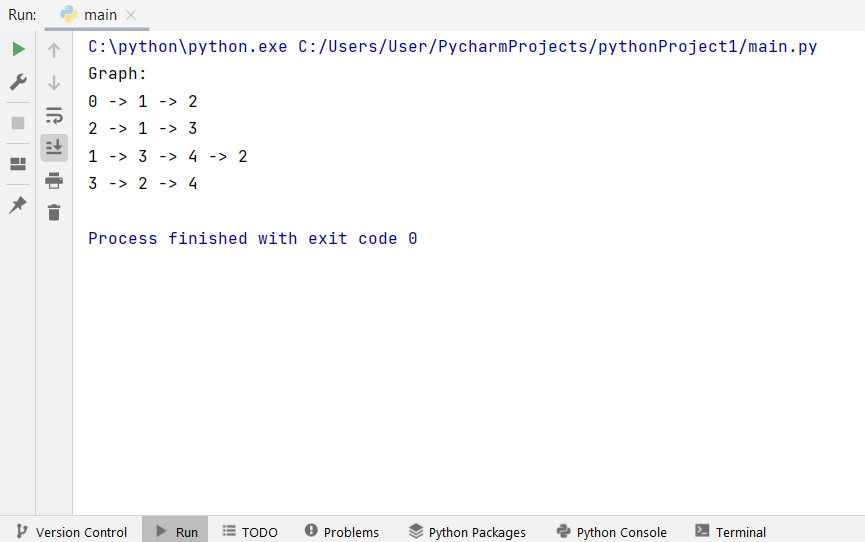 Run: main
C:\python\python.exe C:/Users/User/PycharmProjects/pythonProject1/main.py
Graph:
0 -> 1 -> 2
2 -> 1 -> 3
1 -> 3 -> 4 -> 2
3 -> 2 -> 4
Process finished with exit code 0
Version Control Run TODO Problems Python Packages Python Console Terminal